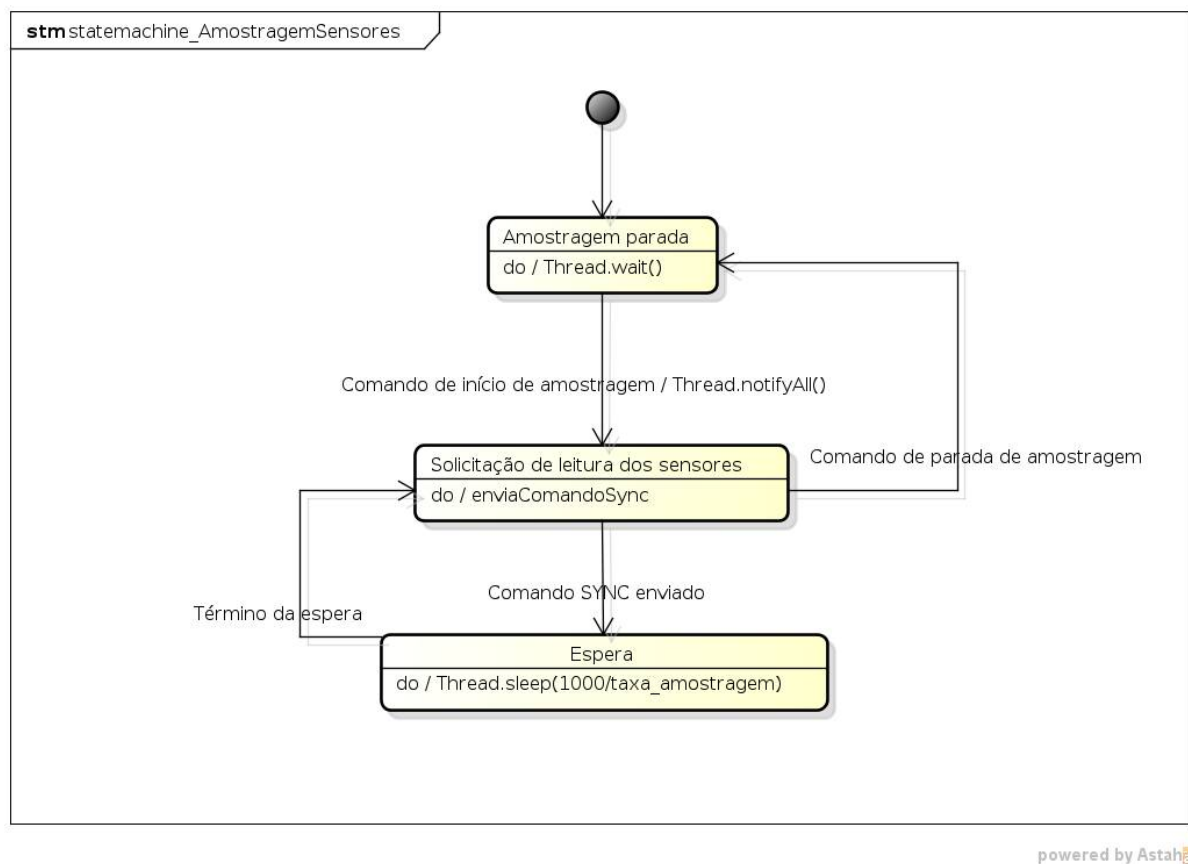 stm statemachine_AmostragemSensores
Amostragem parada
do / Thread.wait()
Comando de início de amostragem / Thread.notifyAll()
Solicitação de leitura dos sensores
do / enviaComandoSync
Comando de parada de amostragem
Comando SYNC enviado
Término da espera
Espera
do / Thread.sleep(1000/taxa_amostragem)
powered by Astah